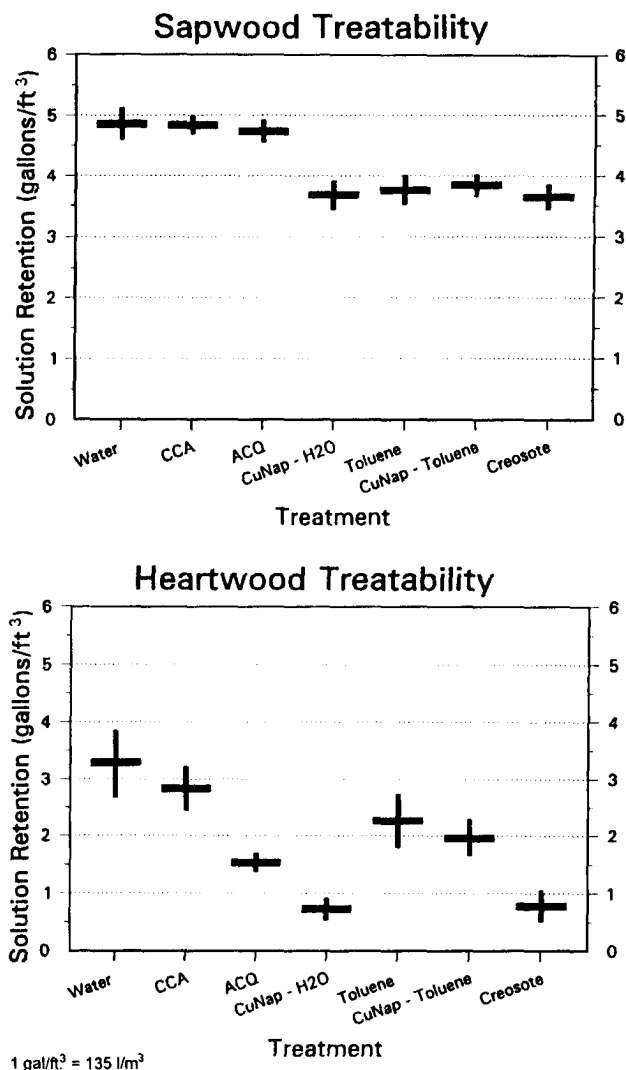 Sapwood Treatability
Solution Retention (gallons/ft³)
6 6
5 5
4 4
3 3
2 2
1 1
0 0
Water CCA ACQ CuNap - H2O Toluene CuNap - Toluene Creosote
Treatment
Heartwood Treatability
Solution Retention (gallons/ft³)
6 6
5 5
4 4
3 3
2 2
1 1
0 0
Water CCA ACQ CuNap - H2O Toluene CuNap - Toluene Creosote
Treatment
1 gal/ft.³ = 135 l/m³